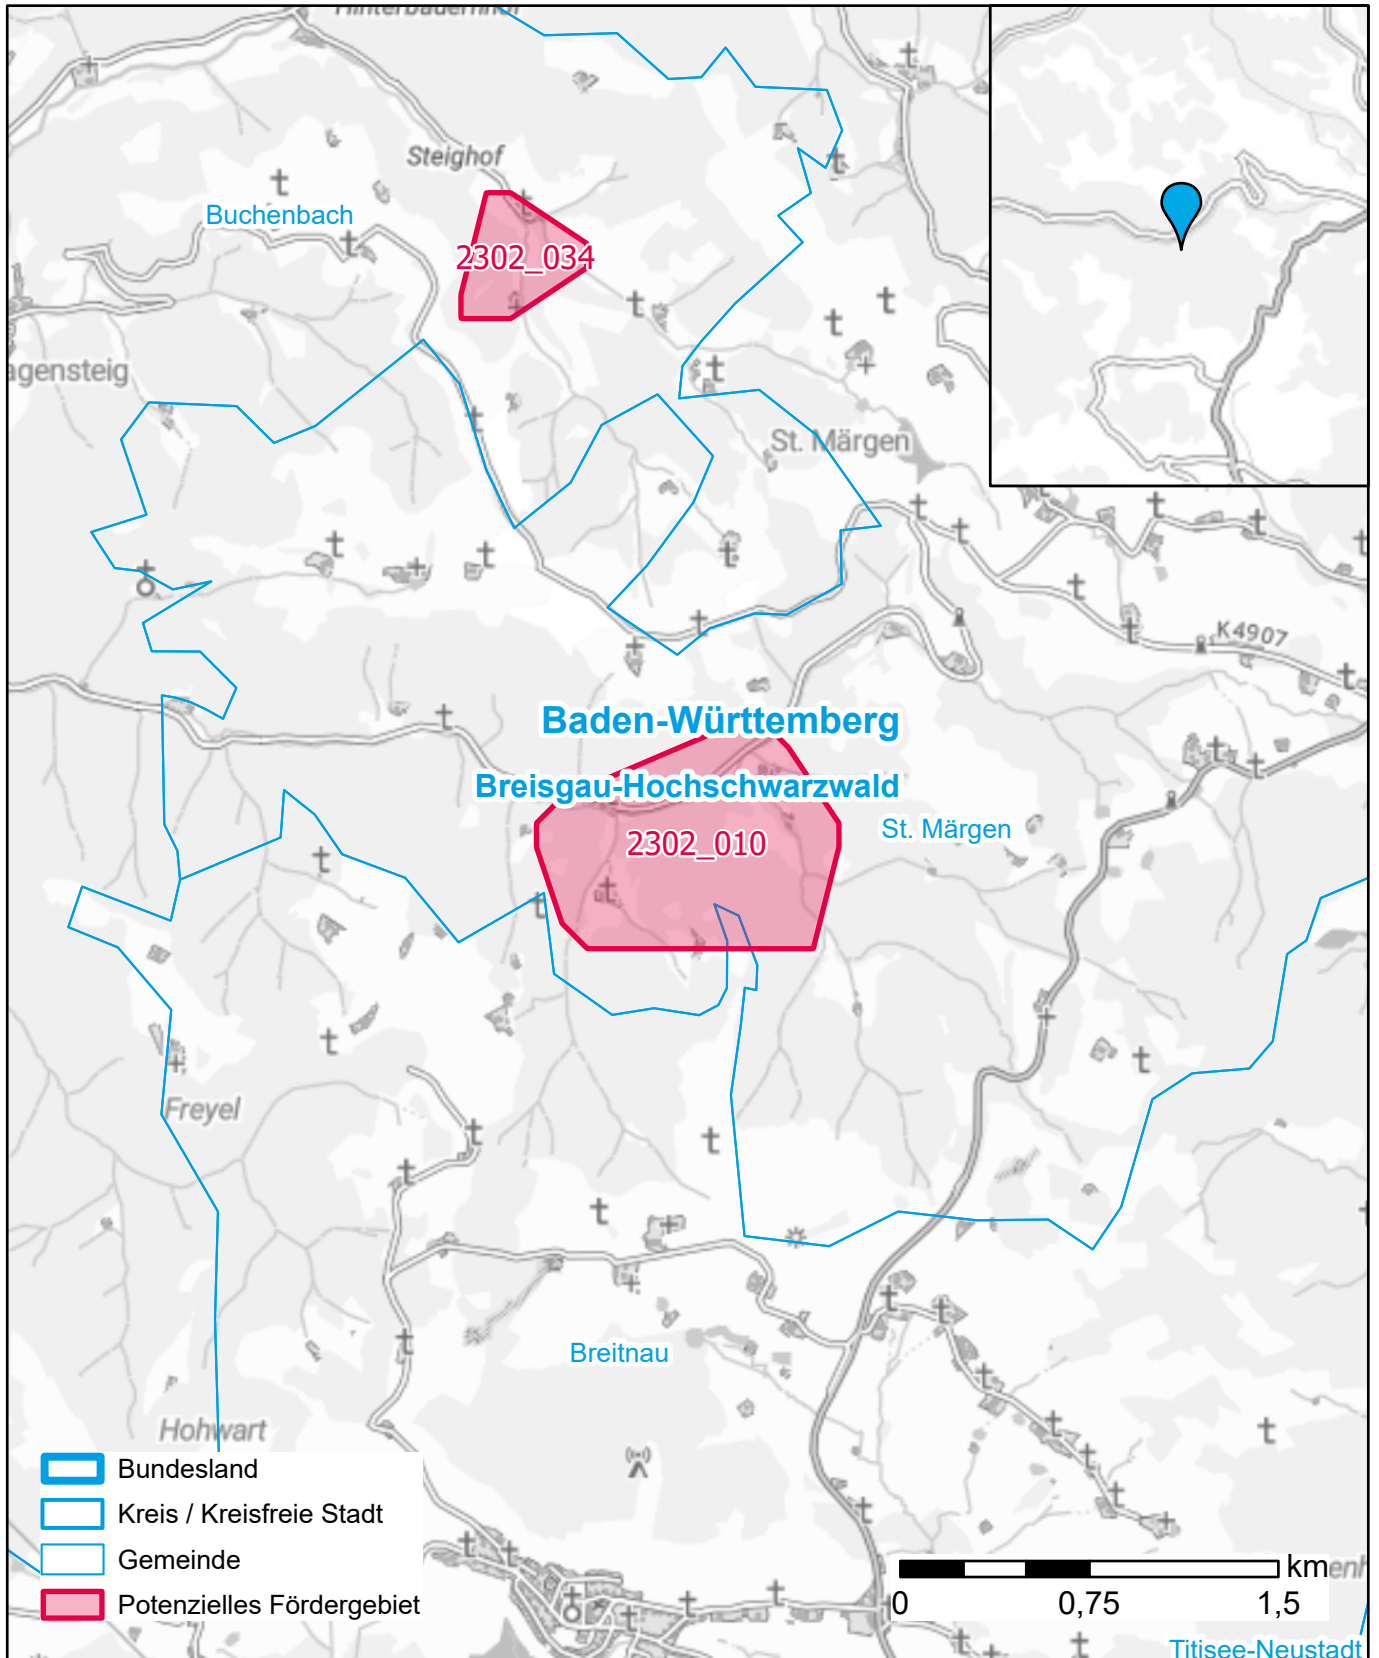 Hinterbauernhof
Steighof
Buchenbach
2302_034
agensteig
St. Märgen
K4907
Baden-Württemberg
Breisgau-Hochschwarzwald
2302_010
St. Märgen
Freyel
Breitnau
Hohwart
Bundesland
Kreis / Kreisfreie Stadt
Gemeinde
Potenzielles Fördergebiet
km
0 0,75 1,5
Titisee-Neustadt